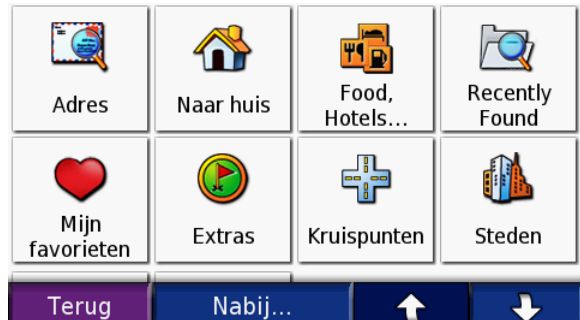 Adres
Naar huis
Food,
Hotels...
Recently
Found
Mijn
favorieten
Extras
Kruispunten
Steden
Terug
Nabij...